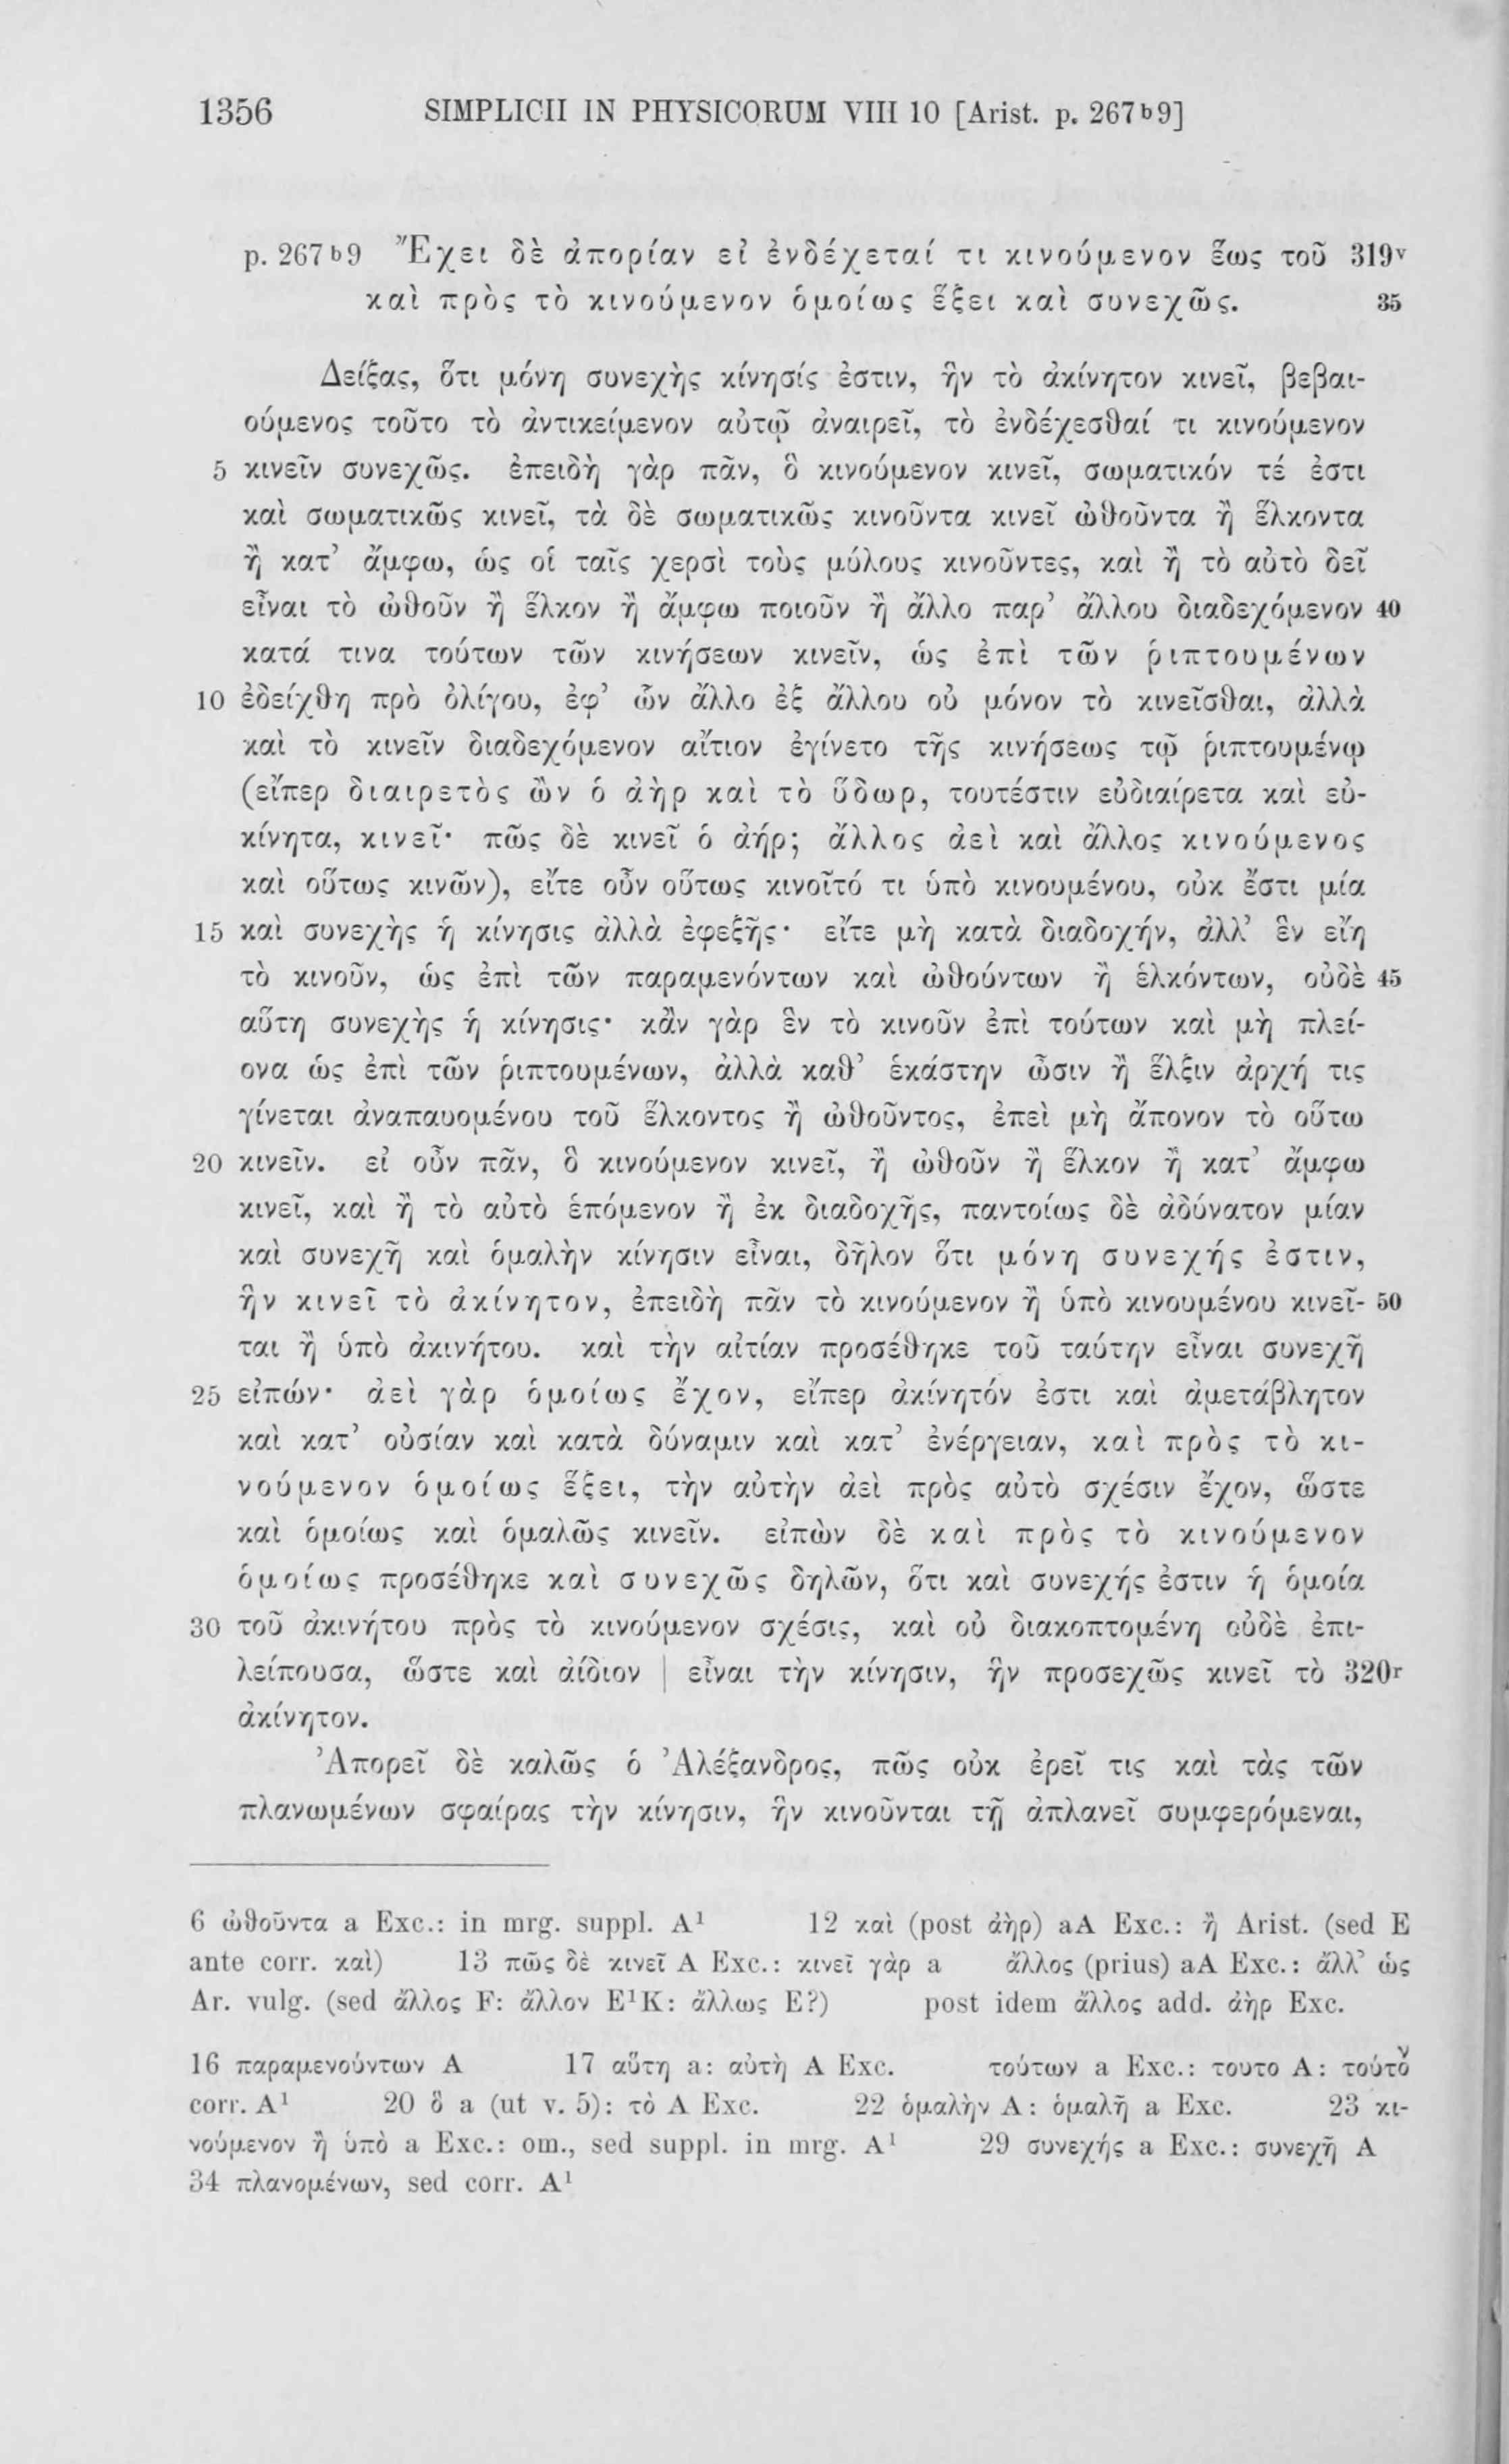 1356 SIMPLICII IN PHYSICORUM VIII 10 [Arist. p. 267 b 9]
p. 267 b 9 Ἔχει δὲ ἀπορίαν εἰ ἐνδέχεταί τι κινούμενον ἕως τοῦ 319v
καὶ πρὸς τὸ κινούμενον ὁμοίως ἕξει καὶ συνεχῶς. 35
Δείξας, ὅτι μόνη συνεχὴς κίνησίς ἐστιν, ἣν τὸ ἀκίνητον κινεῖ, βεβαι-
ούμενος τοῦτο τὸ ἀντικείμενον αὐτῷ ἀναιρεῖ, τὸ ἐνδέχεσθαί τι κινούμενον
5 κινεῖν συνεχῶς. ἐπειδὴ γὰρ πᾶν, ὃ κινούμενον κινεῖ, σωματικόν τέ ἐστι
καὶ σωματικῶς κινεῖ, τὰ δὲ σωματικῶς κινοῦντα κινεῖ ὠθοῦντα ἢ ἕλκοντα
ἢ κατ’ ἄμφω, ὡς οἱ ταῖς χερσὶ τοὺς μύλους κινοῦντες, καὶ ἢ τὸ αὐτὸ δεῖ
εἶναι τὸ ὠθοῦν ἢ ἕλκον ἢ ἄμφω ποιοῦν ἢ ἄλλο παρ’ ἄλλου διαδεχόμενον 40
κατά τινα τούτων τῶν κινήσεων κινεῖν, ὡς ἐπὶ τῶν ῥιπτουμένων
10 ἐδείχθη πρὸ ὀλίγου, ἐφ’ ὧν ἄλλο ἐξ ἄλλου οὐ μόνον τὸ κινεῖσθαι, ἀλλὰ
καὶ τὸ κινεῖν διαδεχόμενον αἴτιον ἐγίνετο τῆς κινήσεως τῷ ῥιπτουμένῳ
(εἴπερ διαιρετὸς ὢν ὁ ἀὴρ καὶ τὸ ὕδωρ, τουτέστιν εὐδιαίρετα καὶ εὐ-
κίνητα, κινεῖ· πῶς δὲ κινεῖ ὁ ἀήρ; ἄλλος ἀεὶ καὶ ἄλλος κινούμενος
καὶ οὕτως κινῶν), εἴτε οὖν οὕτως κινοῖτό τι ὑπὸ κινουμένου, οὐκ ἔστι μία
15 καὶ συνεχὴς ἡ κίνησις ἀλλὰ ἐφεξῆς· εἴτε μὴ κατὰ διαδοχήν, ἀλλ’ ἓν εἴη
τὸ κινοῦν, ὡς ἐπὶ τῶν παραμενόντων καὶ ὠθούντων ἢ ἑλκόντων, οὐδὲ 45
αὕτη συνεχὴς ἡ κίνησις· κἂν γὰρ ἓν τὸ κινοῦν ἐπὶ τούτων καὶ μὴ πλεί-
ονα ὡς ἐπὶ τῶν ῥιπτουμένων, ἀλλὰ καθ’ ἑκάστην ὦσιν ἢ ἕλξιν ἀρχή τις
γίνεται ἀναπαυομένου τοῦ ἕλκοντος ἢ ὠθοῦντος, ἐπεὶ μὴ ἄπονον τὸ οὕτω
20 κινεῖν. εἰ οὖν πᾶν, ὃ κινούμενον κινεῖ, ἢ ὠθοῦν ἢ ἕλκον ἢ κατ’ ἄμφω
κινεῖ, καὶ ἢ τὸ αὐτὸ ἑπόμενον ἢ ἐκ διαδοχῆς, παντοίως δὲ ἀδύνατον μίαν
καὶ συνεχῆ καὶ ὁμαλὴν κίνησιν εἶναι, δῆλον ὅτι μόνη συνεχής ἐστιν,
ἣν κινεῖ τὸ ἀκίνητον, ἐπειδὴ πᾶν τὸ κινούμενον ἢ ὑπὸ κινουμένου κινεῖ- 50
ται ἢ ὑπὸ ἀκινήτου. καὶ τὴν αἰτίαν προσέθηκε τοῦ ταύτην εἶναι συνεχῆ
25 εἰπών· ἀεὶ γὰρ ὁμοίως ἔχον, εἴπερ ἀκίνητόν ἐστι καὶ ἀμετάβλητον
καὶ κατ’ οὐσίαν καὶ κατὰ δύναμιν καὶ κατ’ ἐνέργειαν, καὶ πρὸς τὸ κι-
νούμενον ὁμοίως ἕξει, τὴν αὐτὴν ἀεὶ πρὸς αὐτὸ σχέσιν ἔχον, ὥστε
καὶ ὁμοίως καὶ ὁμαλῶς κινεῖν. εἰπὼν δὲ καὶ πρὸς τὸ κινούμενον
ὁμοίως προσέθηκε καὶ συνεχῶς δηλῶν, ὅτι καὶ συνεχής ἐστιν ἡ ὁμοία
30 τοῦ ἀκινήτου πρὸς τὸ κινούμενον σχέσις, καὶ οὐ διακοπτομένη οὐδὲ ἐπι-
λείπουσα, ὥστε καὶ ἀίδιον | εἶναι τὴν κίνησιν, ἣν προσεχῶς κινεῖ τὸ 320r
ἀκίνητον.
Ἀπορεῖ δὲ καλῶς ὁ Ἀλέξανδρος, πῶς οὐκ ἐρεῖ τις καὶ τὰς τῶν
πλανωμένων σφαίρας τὴν κίνησιν, ἣν κινοῦνται τῇ ἀπλανεῖ συμφερόμεναι,
6 ὠθοῦντα a Exc.: in mrg. suppl. A¹ 12 καὶ (post ἀὴρ) aA Exc.: ἢ Arist. (sed E
ante corr. καὶ) 13 πῶς δὲ κινεῖ A Exc.: κινεῖ γὰρ a ἄλλος (prius) aA Exc.: ἄλλ’ ὡς
Ar. vulg. (sed ἄλλος F: ἄλλον E¹K: ἄλλως E?) post idem ἄλλος add. ἀὴρ Exc.
16 παραμενούντων A 17 αὕτη a: αὐτὴ A Exc. τούτων a Exc.: τουτο A: τούτο̌ν
corr. A¹ 20 ὃ a (ut v. 5): τὸ A Exc. 22 ὁμαλὴν A: ὁμαλῆ a Exc. 23 κι-
νούμενον ἢ ὑπὸ a Exc.: om., sed suppl. in mrg. A¹ 29 συνεχής a Exc.: συνεχῆ A
34 πλανομένων, sed corr. A¹